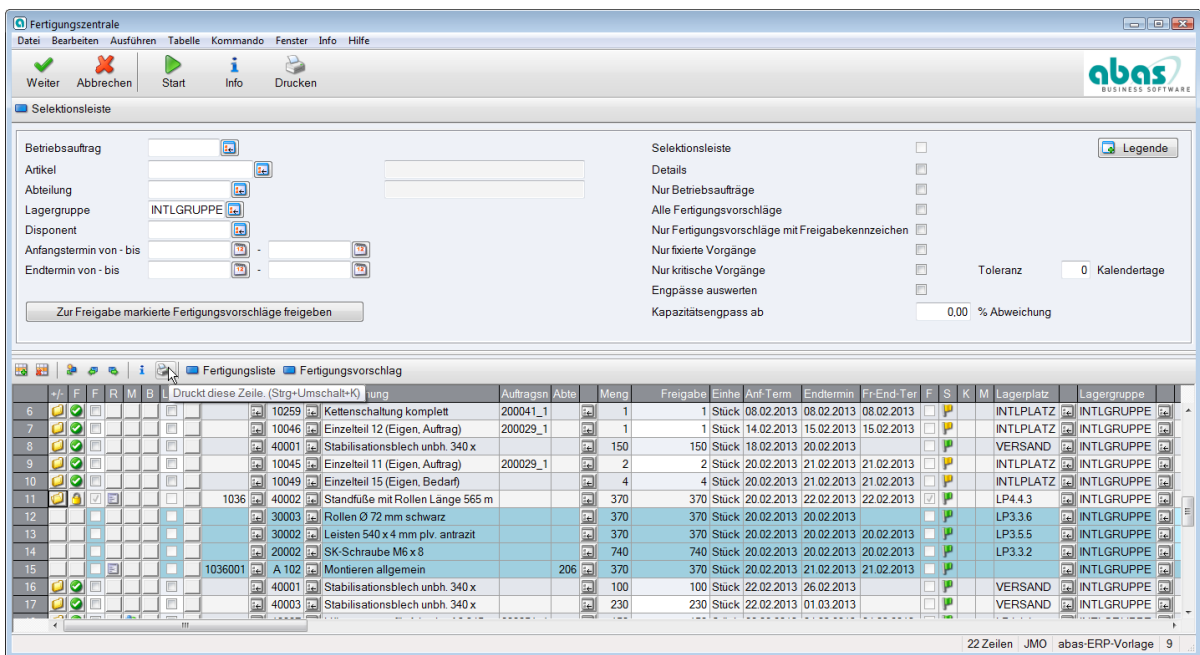 Fertigungszentrale
Datei Bearbeiten Ausführen Tabelle Kommando Fenster Info Hilfe
Weiter Abbrechen Start Info Drucken
abas
BUSINESS SOFTWARE
Selektionsleiste
Betriebsauftrag Selektionsleiste Legende
Artikel Details
Abteilung Nur Betriebsaufträge
Lagergruppe INTLGRUPPE Alle Fertigungsvorschläge
Disponent Nur Fertigungsvorschläge mit Freigabekennzeichen
Anfangstermin von - bis - Nur fixierte Vorgänge
Endtermin von - bis - Nur kritische Vorgänge Toleranz 0 Kalendertage
Engpässe auswerten
Zur Freigabe markierte Fertigungsvorschläge freigeben Kapazitätsengpass ab 0,00 % Abweichung
Fertigungsliste Fertigungsvorschlag
Druckt diese Zeile. (Strg+Umschalt+K)
+/- F F R M B L nung Auftragsn Abte Meng Freigabe Einhe Anf-Term Endtermin Fr-End-Ter F S K M Lagerplatz Lagergruppe
6 10259 Kettenschaltung komplett 200041_1 1 1 Stück 08.02.2013 08.02.2013 08.02.2013 INTLPLATZ INTLGRUPPE
7 10046 Einzelteil 12 (Eigen, Auftrag) 200029_1 1 1 Stück 14.02.2013 15.02.2013 15.02.2013 INTLPLATZ INTLGRUPPE
8 40001 Stabilisationsblech unbh. 340 x 150 150 Stück 18.02.2013 20.02.2013 VERSAND INTLGRUPPE
9 10045 Einzelteil 11 (Eigen, Auftrag) 200029_1 2 2 Stück 20.02.2013 21.02.2013 21.02.2013 INTLPLATZ INTLGRUPPE
10 10049 Einzelteil 15 (Eigen, Bedarf) 4 4 Stück 20.02.2013 21.02.2013 21.02.2013 INTLPLATZ INTLGRUPPE
11 1036 40002 Standfüße mit Rollen Länge 565 m 370 370 Stück 20.02.2013 22.02.2013 22.02.2013 LP4.4.3 INTLGRUPPE
12 30003 Rollen Ø 72 mm schwarz 370 370 Stück 20.02.2013 20.02.2013 LP3.3.6 INTLGRUPPE
13 30002 Leisten 540 x 4 mm plv. antrazit 370 370 Stück 20.02.2013 20.02.2013 20.02.2013 LP3.5.5 INTLGRUPPE
14 20002 SK-Schraube M6 x 8 740 740 Stück 20.02.2013 20.02.2013 20.02.2013 LP3.3.2 INTLGRUPPE
15 1036001 A 102 Montieren allgemein 206 370 370 Stück 20.02.2013 21.02.2013 21.02.2013 INTLGRUPPE
16 40001 Stabilisationsblech unbh. 340 x 100 100 Stück 22.02.2013 26.02.2013 VERSAND INTLGRUPPE
17 40003 Stabilisationsblech unbh. 340 x 230 230 Stück 22.02.2013 01.03.2013 VERSAND INTLGRUPPE
22 Zeilen JMO abas-ERP-Vorlage 9